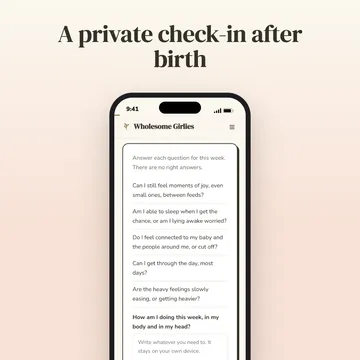 A private check-in after
birth
9:41
Wholesome Girlies
Answer each question for this week.
There are no right answers.
Can I still feel moments of joy, even
small ones, between feeds?
Am I able to sleep when I get the
chance, or am I lying awake worried?
Do I feel connected to my baby and
the people around me, or cut off?
Can I get through the day, most
days?
Are the heavy feelings slowly
easing, or getting heavier?
How am I doing this week, in my
body and in my head?
Write whatever you need to. It
stays on your own device.